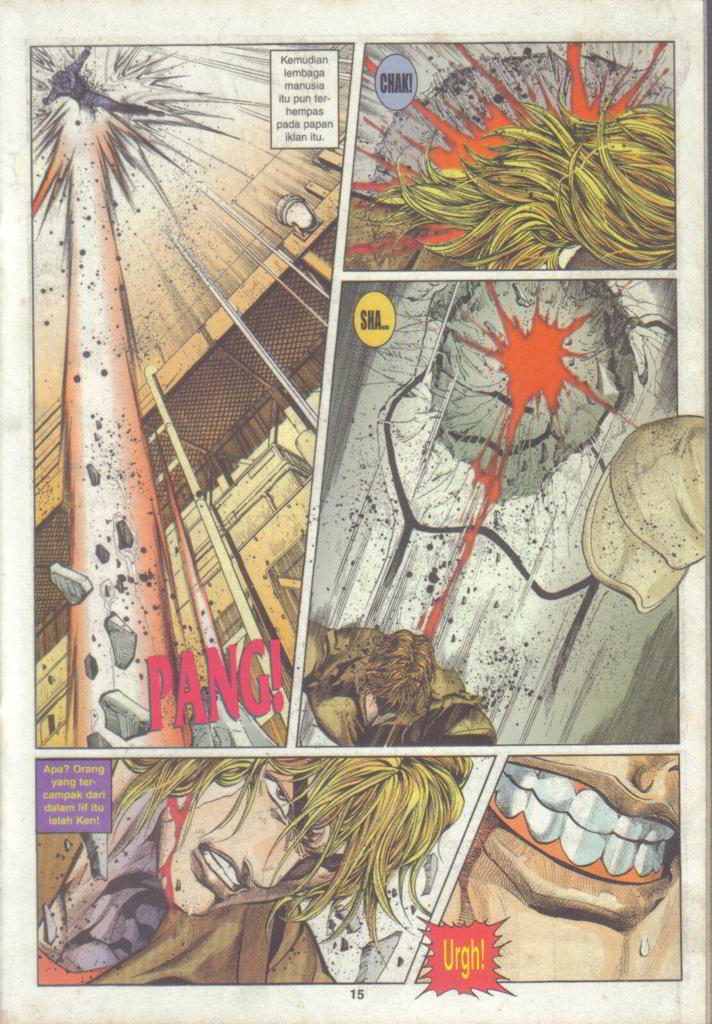 Kemudian
lembaga
manusia
itu pun ter-
hempas
pada papan
iklan itu.
CHAK!
SHA...
PANG!
Apa? Orang
yang ter-
campak dari
dalam lif itu
ialah Ken!
Urgh!
15